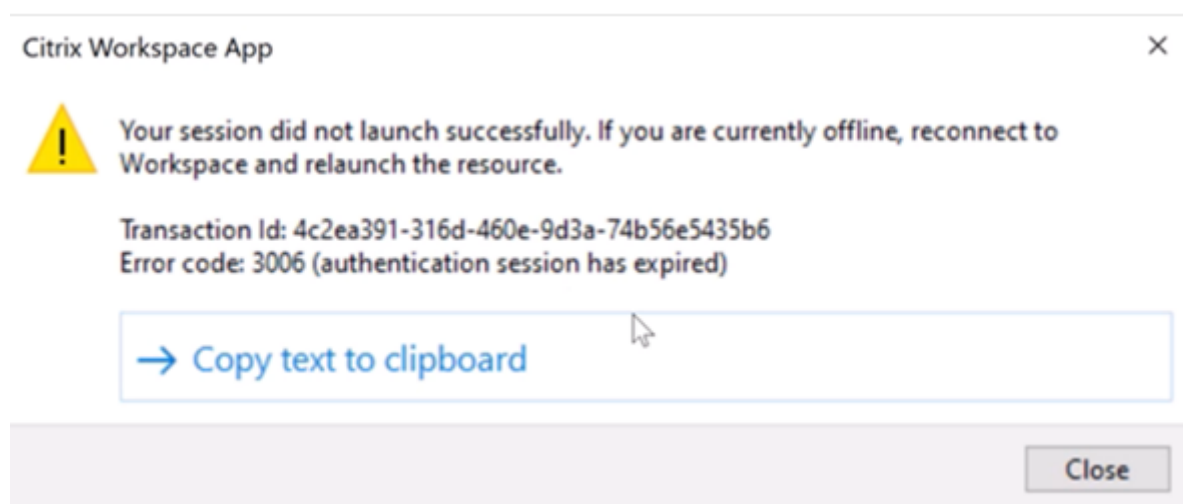 Citrix Workspace App
Your session did not launch successfully. If you are currently offline, reconnect to
Workspace and relaunch the resource.
Transaction Id: 4c2ea391-316d-460e-9d3a-74b56e5435b6
Error code: 3006 (authentication session has expired)
Copy text to clipboard
Close